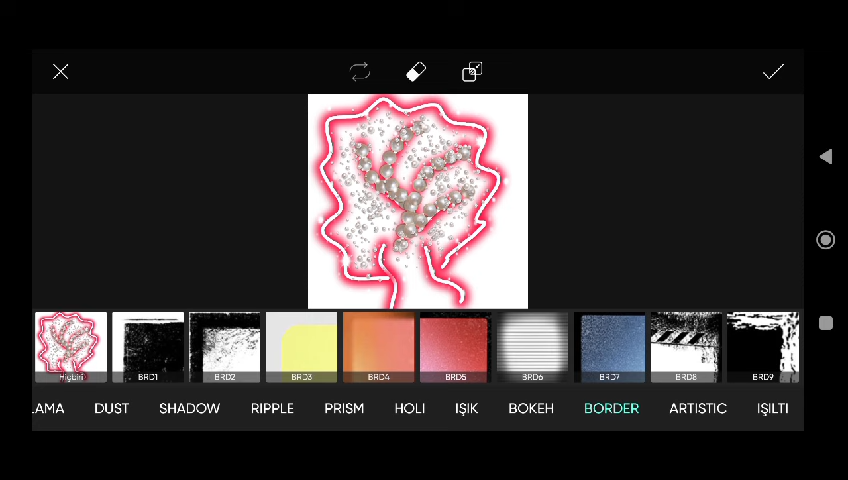 Hiçbiri BRD1 BRD2 BRD3 BRD4 BRD5 BRD6 BRD7 BRD8 BRD9
LAMA DUST SHADOW RIPPLE PRISM HOLI IŞIK BOKEH BORDER ARTISTIC IŞILTI